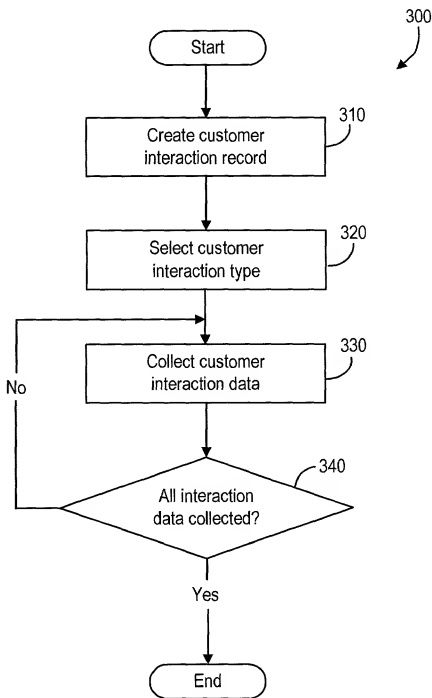 300
Start
310
Create customer
interaction record
320
Select customer
interaction type
330
Collect customer
interaction data
No
340
All interaction
data collected?
Yes
End